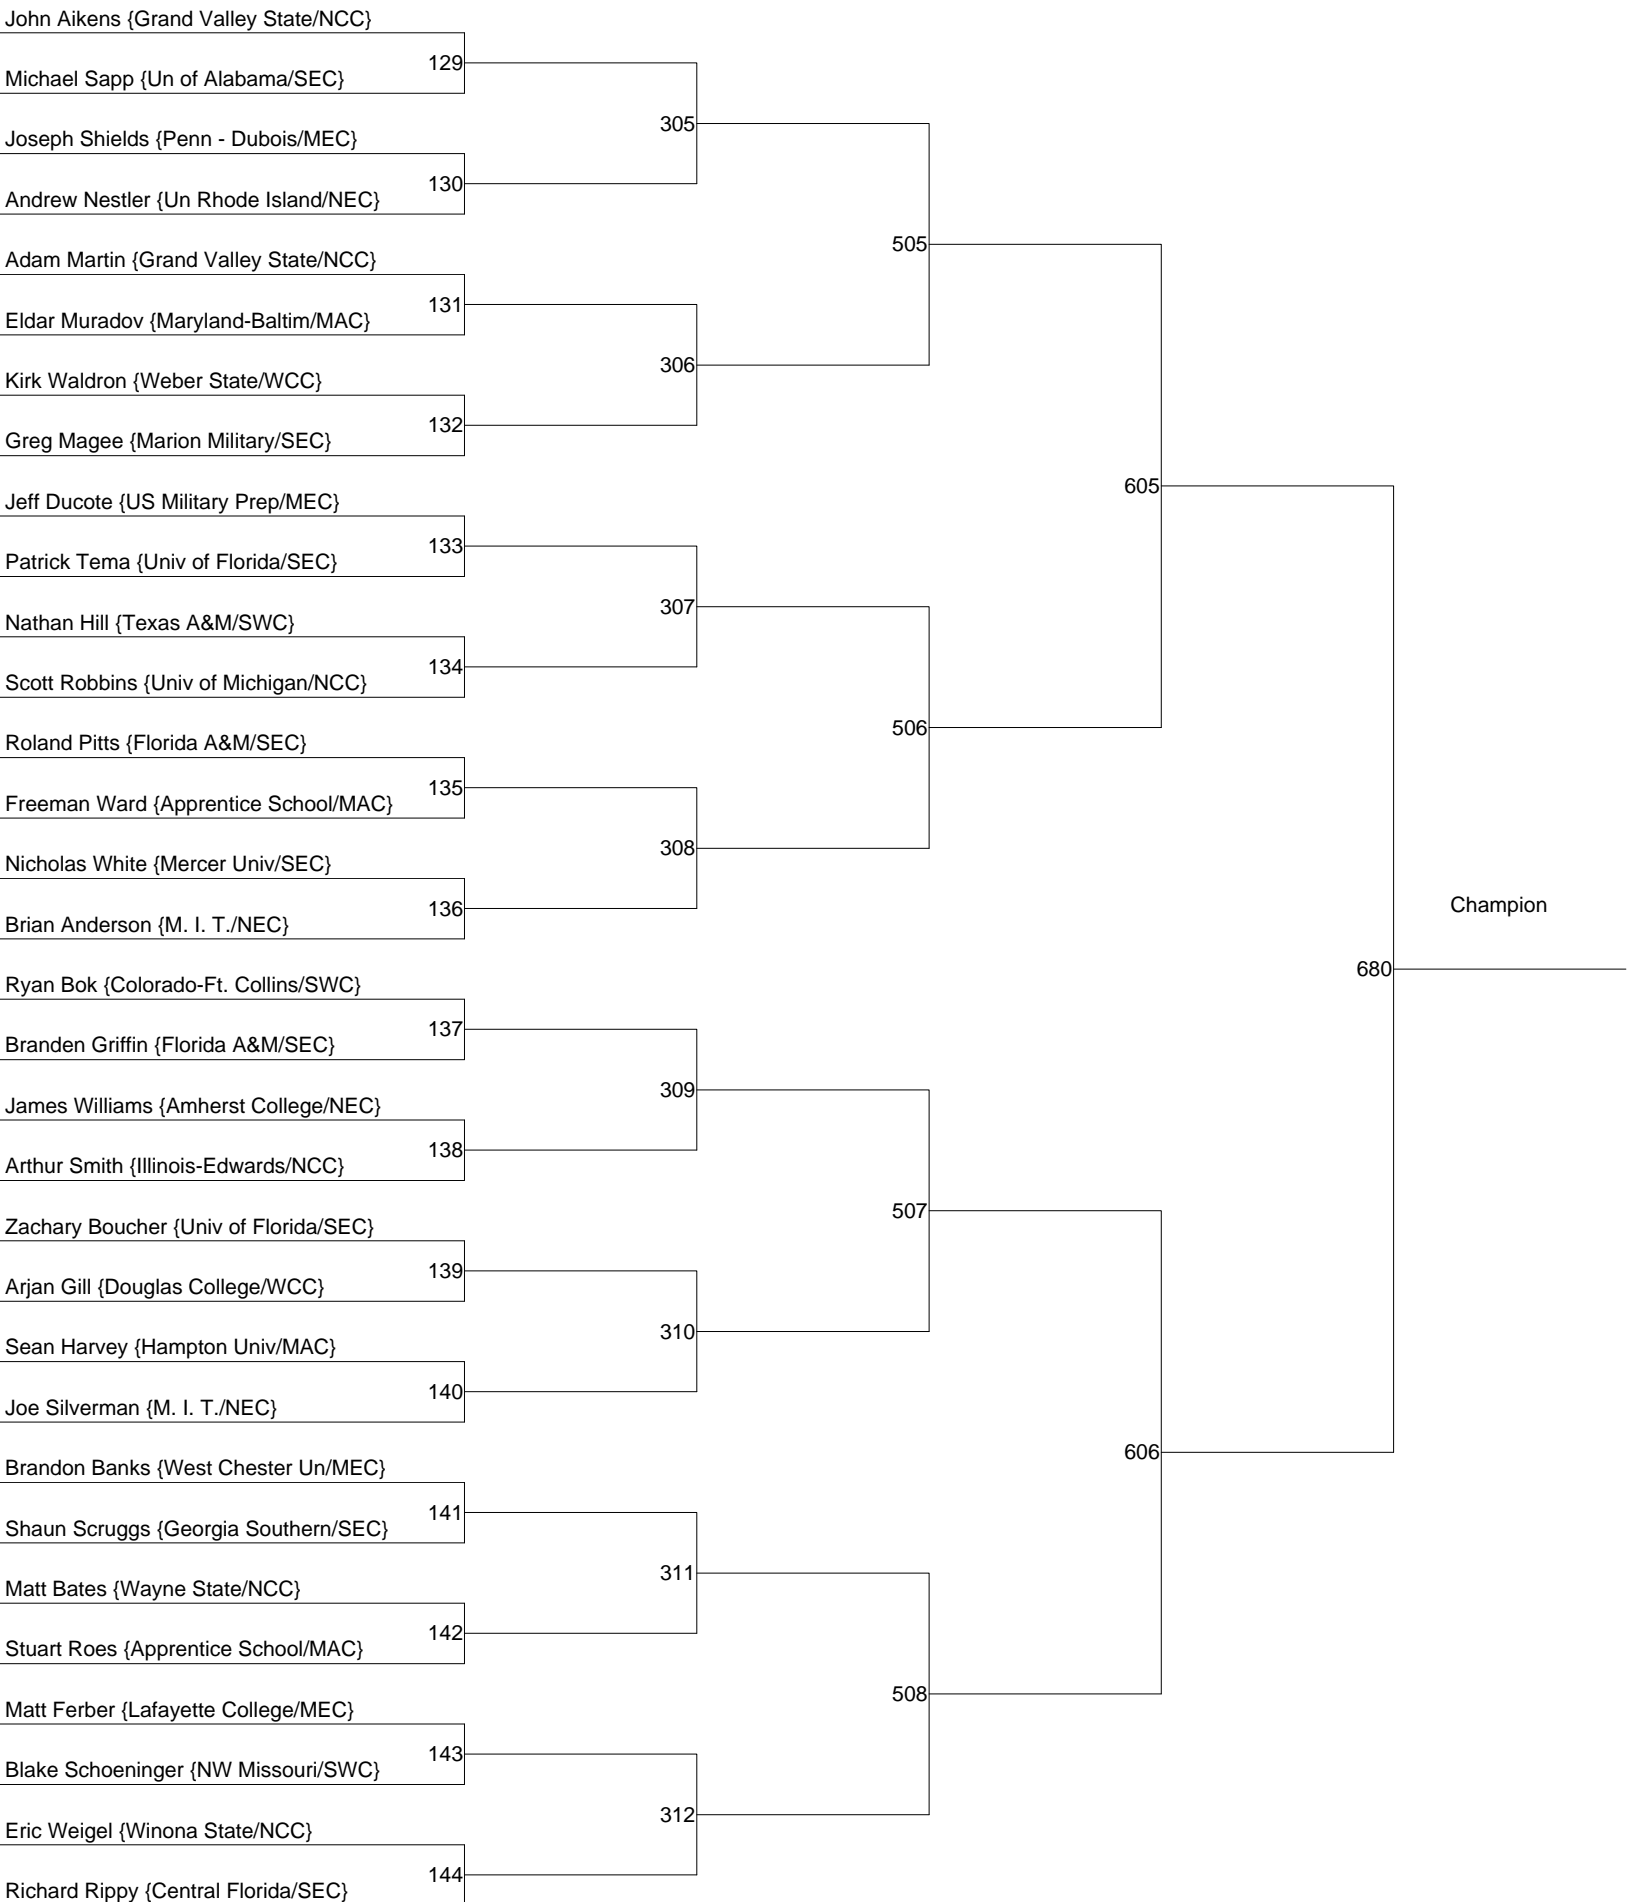 John Aikens {Grand Valley State/NCC}
129
Michael Sapp {Un of Alabama/SEC}
305
Joseph Shields {Penn - Dubois/MEC}
130
Andrew Nestler {Un Rhode Island/NEC}
505
Adam Martin {Grand Valley State/NCC}
131
Eldar Muradov {Maryland-Baltim/MAC}
306
Kirk Waldron {Weber State/WCC}
132
Greg Magee {Marion Military/SEC}
605
Jeff Ducote {US Military Prep/MEC}
133
Patrick Tema {Univ of Florida/SEC}
307
Nathan Hill {Texas A&M/SWC}
134
Scott Robbins {Univ of Michigan/NCC}
506
Roland Pitts {Florida A&M/SEC}
135
Freeman Ward {Apprentice School/MAC}
308
Nicholas White {Mercer Univ/SEC}
136
Champion
Brian Anderson {M. I. T./NEC}
680
Ryan Bok {Colorado-Ft. Collins/SWC}
137
Branden Griffin {Florida A&M/SEC}
309
James Williams {Amherst College/NEC}
138
Arthur Smith {Illinois-Edwards/NCC}
507
Zachary Boucher {Univ of Florida/SEC}
139
Arjan Gill {Douglas College/WCC}
310
Sean Harvey {Hampton Univ/MAC}
140
Joe Silverman {M. I. T./NEC}
606
Brandon Banks {West Chester Un/MEC}
141
Shaun Scruggs {Georgia Southern/SEC}
311
Matt Bates {Wayne State/NCC}
142
Stuart Roes {Apprentice School/MAC}
508
Matt Ferber {Lafayette College/MEC}
143
Blake Schoeninger {NW Missouri/SWC}
312
Eric Weigel {Winona State/NCC}
144
Richard Rippy {Central Florida/SEC}